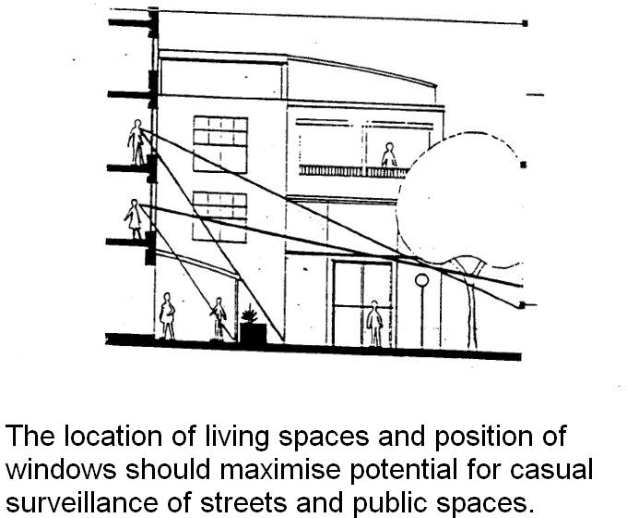 The location of living spaces and position of
windows should maximise potential for casual
surveillance of streets and public spaces.